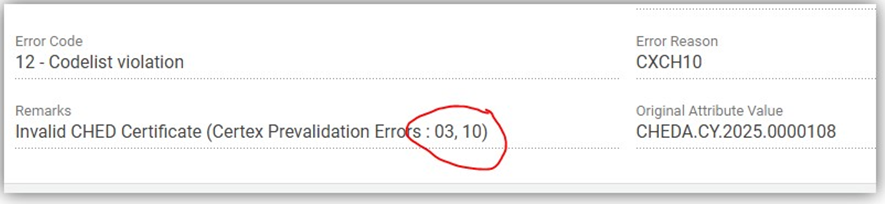 Error Code
12 - Codelist violation
Error Reason
CXCH10
Remarks
Invalid CHED Certificate (Certex Prevalidation Errors : 03, 10)
Original Attribute Value
CHEDA.CY.2025.0000108